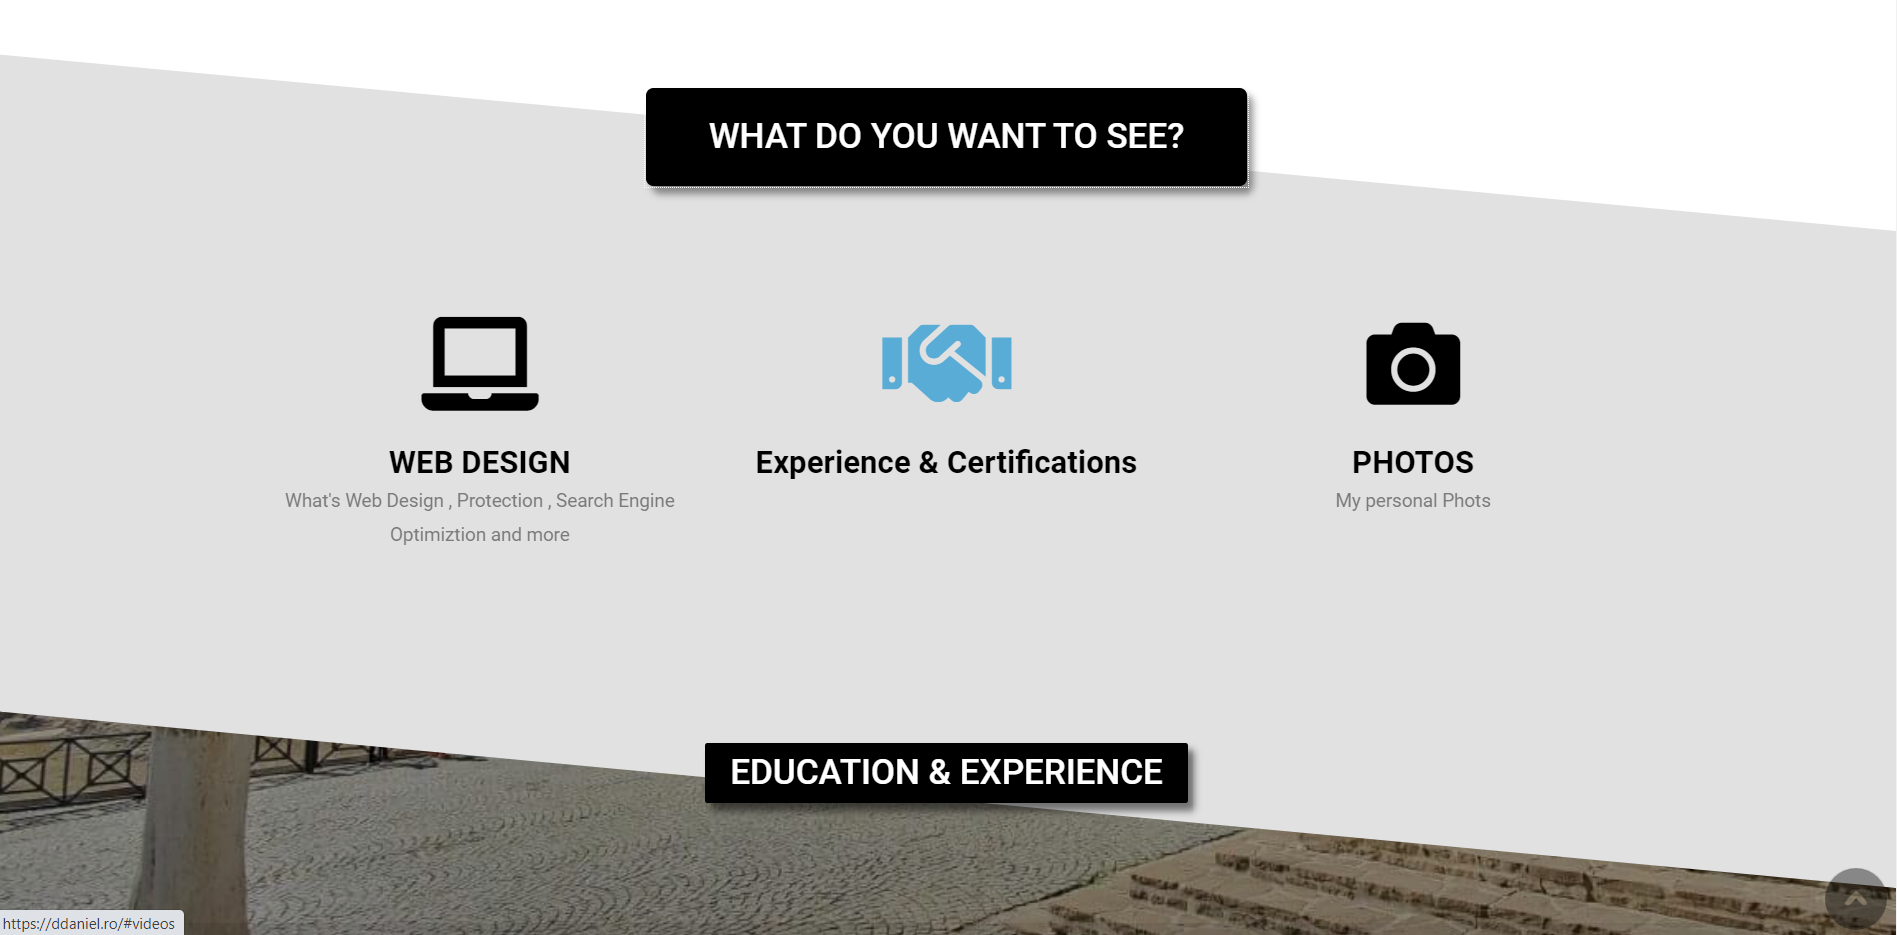 WHAT DO YOU WANT TO SEE?
WEB DESIGN
What's Web Design , Protection , Search Engine
Optimiztion and more
Experience & Certifications
PHOTOS
My personal Phots
EDUCATION & EXPERIENCE
https://ddaniel.ro/#videos